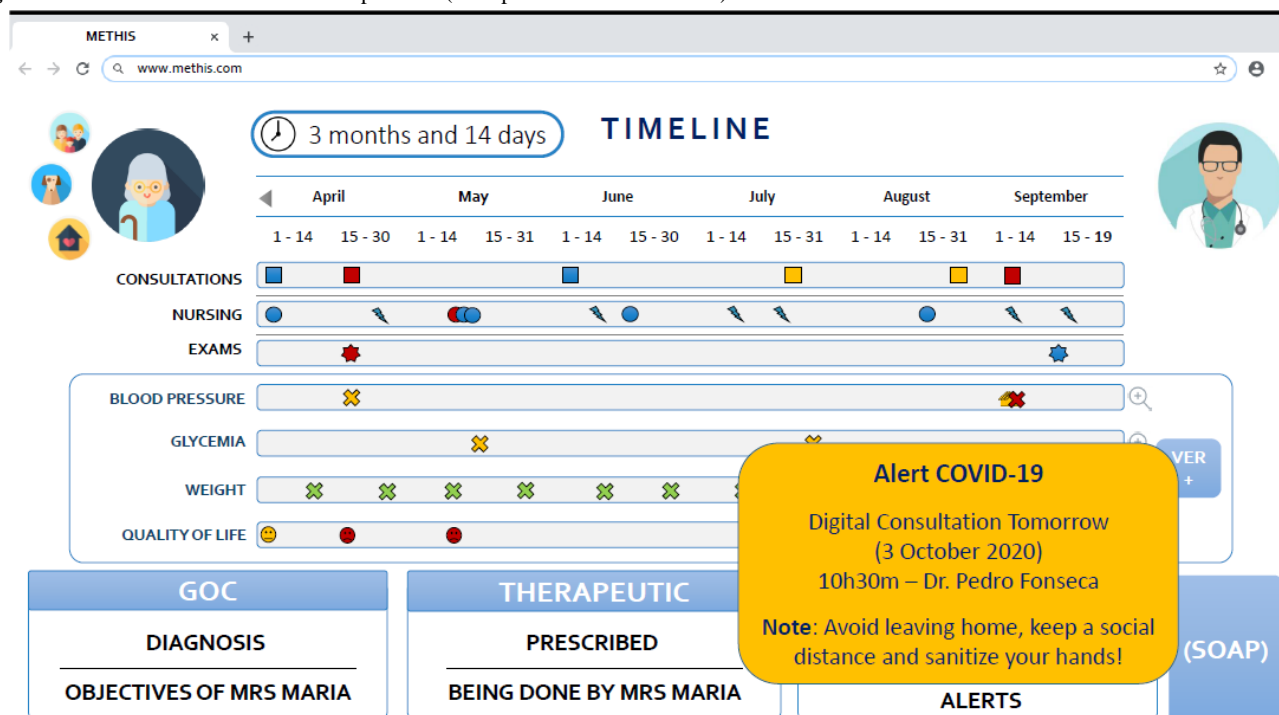 METHIS × +
www.methis.com
3 months and 14 days
TIMELINE
April May June July August September
1 - 14 15 - 30 1 - 14 15 - 31 1 - 14 15 - 30 1 - 14 15 - 31 1 - 14 15 - 31 1 - 14 15 - 19
CONSULTATIONS
NURSING
EXAMS
BLOOD PRESSURE
GLYCEMIA
WEIGHT
QUALITY OF LIFE
VER
+
Alert COVID-19
Digital Consultation Tomorrow
(3 October 2020)
10h30m – Dr. Pedro Fonseca
Note: Avoid leaving home, keep a social
distance and sanitize your hands!
GOC
DIAGNOSIS
OBJECTIVES OF MRS MARIA
THERAPEUTIC
PRESCRIBED
BEING DONE BY MRS MARIA
ALERTS
(SOAP)